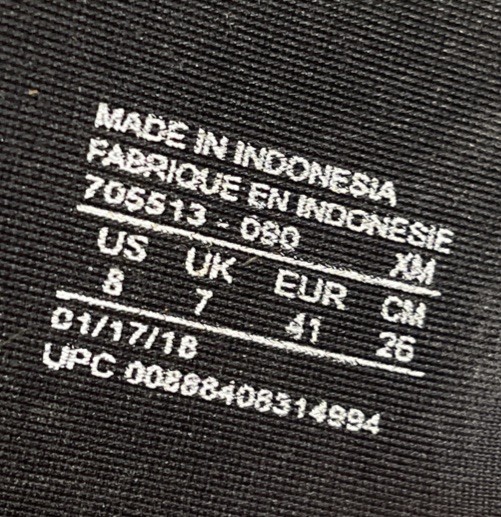 MADE IN INDONESIA
FABRIQUE EN INDONESIE
705513 - 090 XM
US UK EUR CM
8 7 41 26
01/17/18
UPC 00888408314994